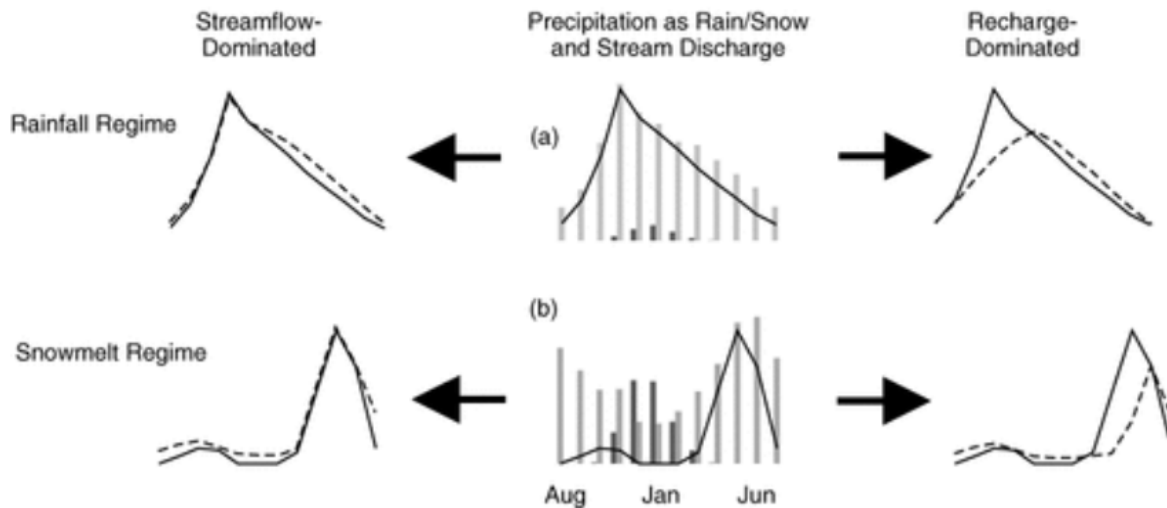 Streamflow-
Dominated
Precipitation as Rain/Snow
and Stream Discharge
Recharge-
Dominated
Rainfall Regime
(a)
Snowmelt Regime
(b)
Aug Jan Jun